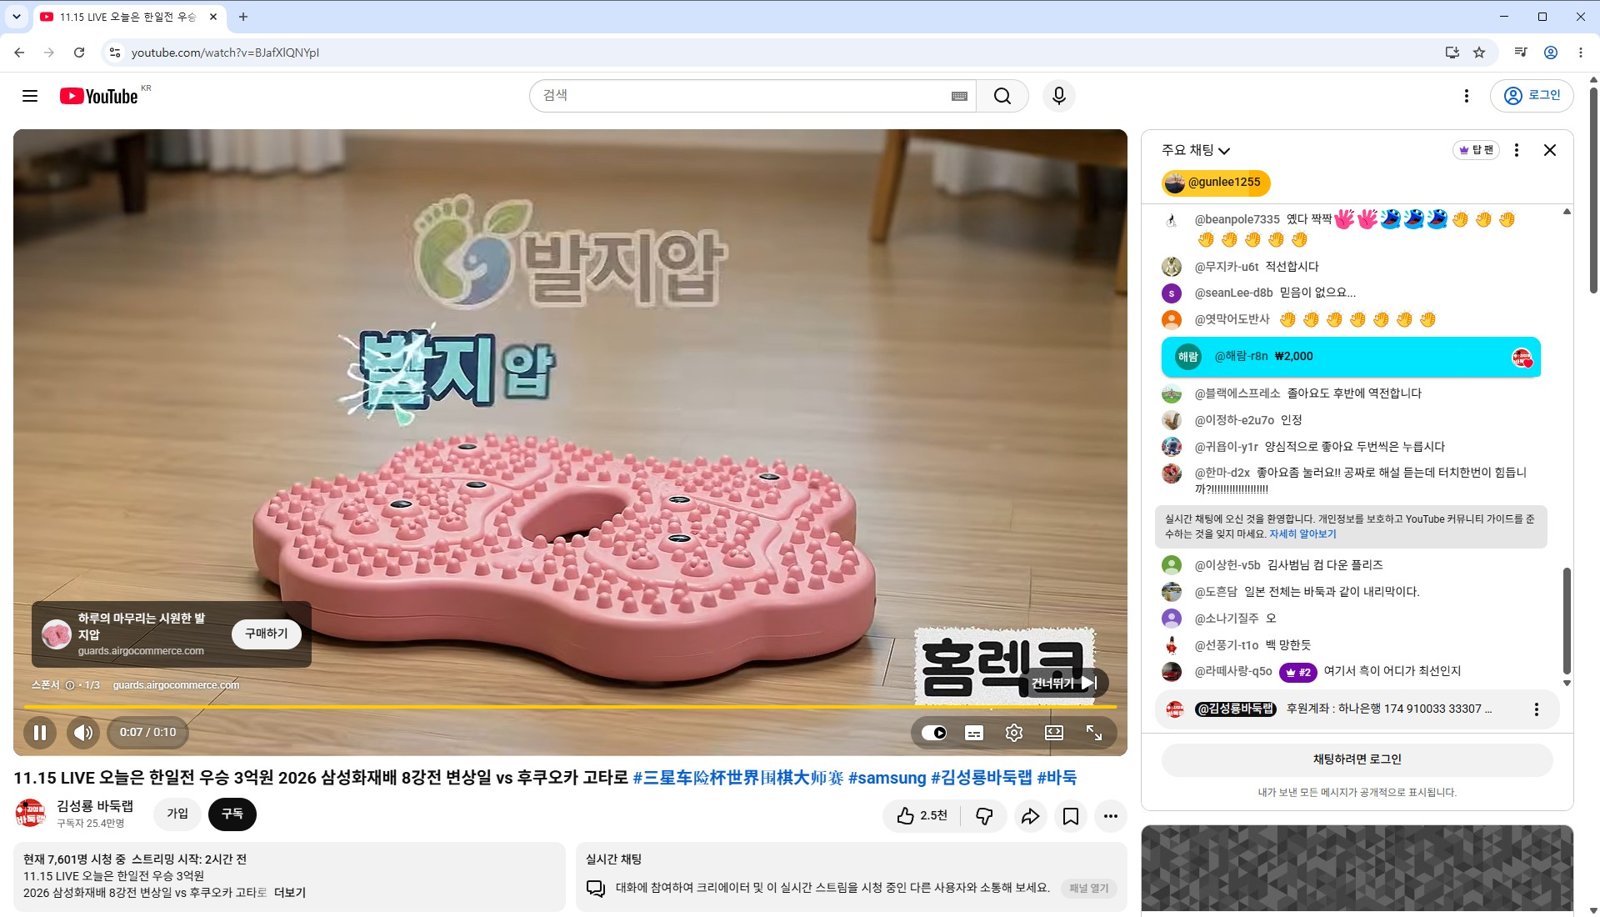 11.15 LIVE 오늘은 한일전 우승
youtube.com/watch?v=BJafXlQNYpI
YouTube KR
검색
로그인
발지압
발지압
하루의 마무리는 시원한 발
지압
guards.airgocommerce.com
구매하기
스폰서 · 1/3 guards.airgocommerce.com
홈렉코
건너뛰기
0:07 / 0:10
11.15 LIVE 오늘은 한일전 우승 3억원 2026 삼성화재배 8강전 변상일 vs 후쿠오카 고타로 #三星车险杯世界围棋大师赛 #samsung #김성룡바둑랩 #바둑
김성룡 바둑랩
구독자 25.4만명
가입
구독
2.5천
현재 7,601명 시청 중 스트리밍 시작: 2시간 전
11.15 LIVE 오늘은 한일전 우승 3억원
2026 삼성화재배 8강전 변상일 vs 후쿠오카 고타로 더보기
실시간 채팅
대화에 참여하여 크리에이터 및 이 실시간 스트림을 시청 중인 다른 사용자와 소통해 보세요.
패널 열기
주요 채팅
탑 팬
@gunlee1255
@beanpole7335 옜다 짝짝
@무지카-u6t 적선합시다
@seanLee-d8b 믿음이 없으요...
@엿막어도반사
해람 @해람-r8n ₩2,000
@블랙에스프레소 졸아요도 후반에 역전합니다
@이정하-e2u7o 인정
@귀욤이-y1r 양심적으로 좋아요 두번씩은 누릅시다
@한마-d2x 좋아요좀 눌러요!! 공짜로 해설 듣는데 터치한번이 힘듭니
까?!!!!!!!!!!!!!!!!!!!
실시간 채팅에 오신 것을 환영합니다. 개인정보를 보호하고 YouTube 커뮤니티 가이드를 준
수하는 것을 잊지 마세요. 자세히 알아보기
@이상헌-v5b 김사범님 컴 다운 플리즈
@도흔담 일본 전체는 바둑과 같이 내리막이다.
@소나기질주 오
@선풍기-t1o 백 망한듯
@라떼사랑-q5o #2 여기서 흑이 어디가 최선인지
@김성룡바둑랩 후원계좌 : 하나은행 174 910033 33307 ...
채팅하려면 로그인
내가 보낸 모든 메시지가 공개적으로 표시됩니다.